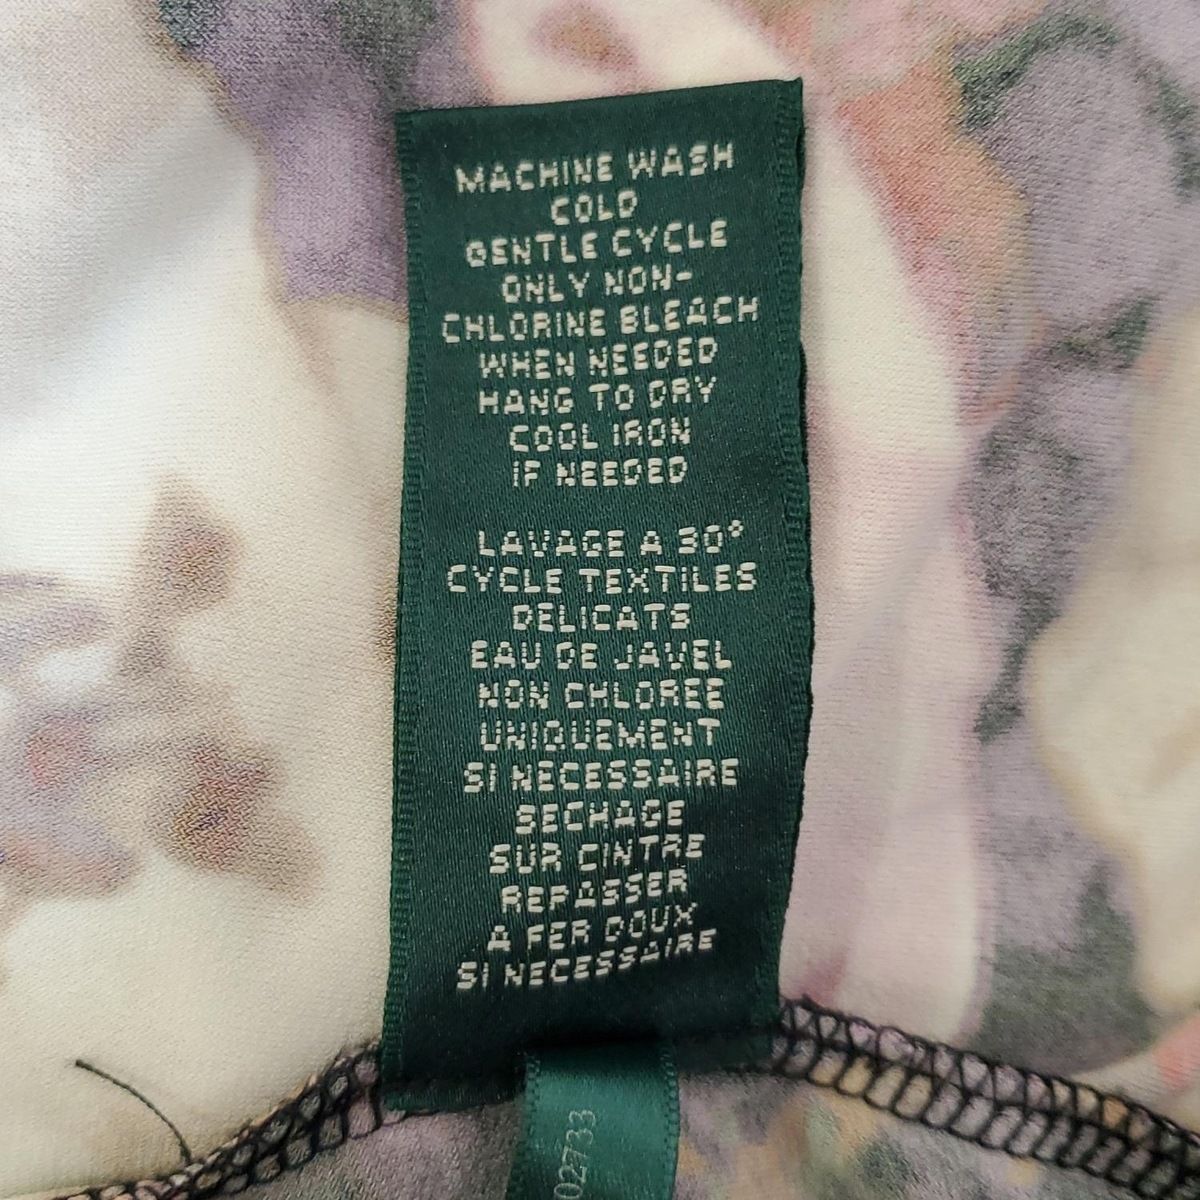 MACHINE WASH
COLD
GENTLE CYCLE
ONLY NON-
CHLORINE BLEACH
WHEN NEEDED
HANG TO DRY
COOL IRON
IF NEEDED
LAVAGE A 30°
CYCLE TEXTILES
DELICATS
EAU DE JAVEL
NON CHLOREE
UNIQUEMENT
SI NECESSAIRE
SECHAGE
SUR CINTRE
REPASSER
A FER DOUX
SI NECESSAIRE
02733